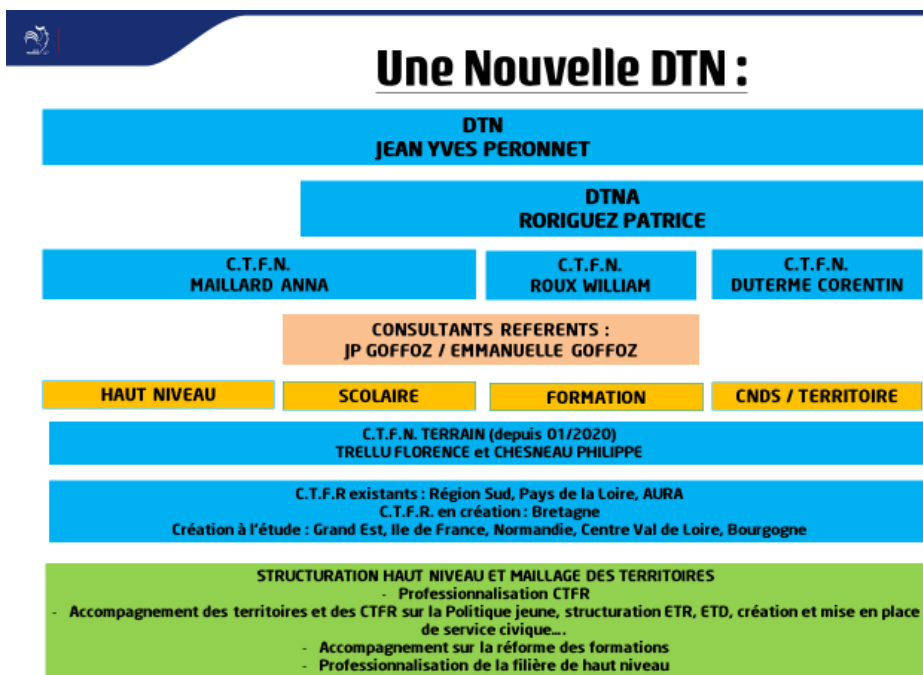 Une Nouvelle DTN :
DTN
JEAN YVES PERONNET
DTNA
RORIGUEZ PATRICE
C.T.F.N.
MAILLARD ANNA
C.T.F.N.
ROUX WILLIAM
C.T.F.N.
DUTERME CORENTIN
CONSULTANTS REFERENTS :
JP GOFFOZ / EMMANUELLE GOFFOZ
HAUT NIVEAU
SCOLAIRE
FORMATION
CNDS / TERRITOIRE
C.T.F.N. TERRAIN (depuis 01/2020)
TRELLU FLORENCE et CHESNEAU PHILIPPE
C.T.F.R existants : Région Sud, Pays de la Loire, AURA
C.T.F.R. en création : Bretagne
Création à l'étude : Grand Est, Ile de France, Normandie, Centre Val de Loire, Bourgogne
STRUCTURATION HAUT NIVEAU ET MAILLAGE DES TERRITOIRES
- Professionnalisation CTFR
- Accompagnement des territoires et des CTFR sur la Politique jeune, structuration ETR, ETD, création et mise en place
de service civique....
- Accompagnement sur la réforme des formations
- Professionalisation de la filière de haut niveau